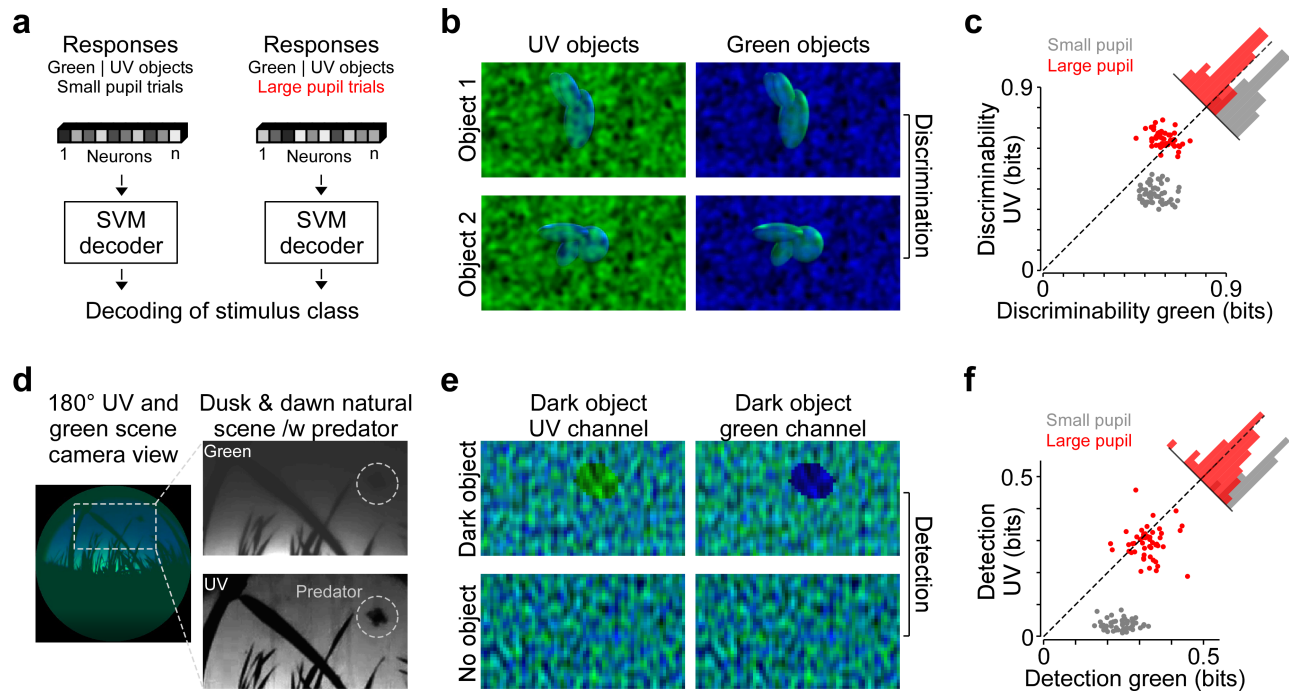 a
Responses
Green | UV objects
Small pupil trials
Responses
Green | UV objects
Large pupil trials
1 Neurons n
1 Neurons n
SVM
decoder
SVM
decoder
Decoding of stimulus class
b
UV objects
Green objects
Object 1
Object 2
Discrimination
c
Small pupil
Large pupil
0.9
Discriminability
UV (bits)
0
0
0.9
Discriminability green (bits)
d
180° UV and
green scene
camera view
Dusk & dawn natural
scene /w predator
Green
UV
Predator
e
Dark object
UV channel
Dark object
green channel
Dark object
No object
Detection
f
Small pupil
Large pupil
0.5
Detection
UV (bits)
0
0
0.5
Detection green (bits)